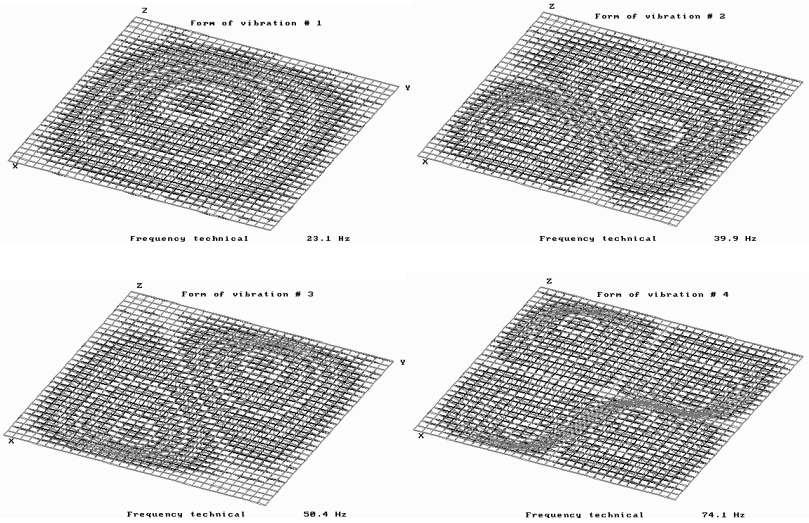 Z
Form of vibration # 1
Y
X
Frequency technical 23.1 Hz
Z
Form of vibration # 2
X
Frequency technical 39.9 Hz
Z
Form of vibration # 3
Y
X
Frequency technical 50.4 Hz
Z
Form of vibration # 4
X
Frequency technical 74.1 Hz